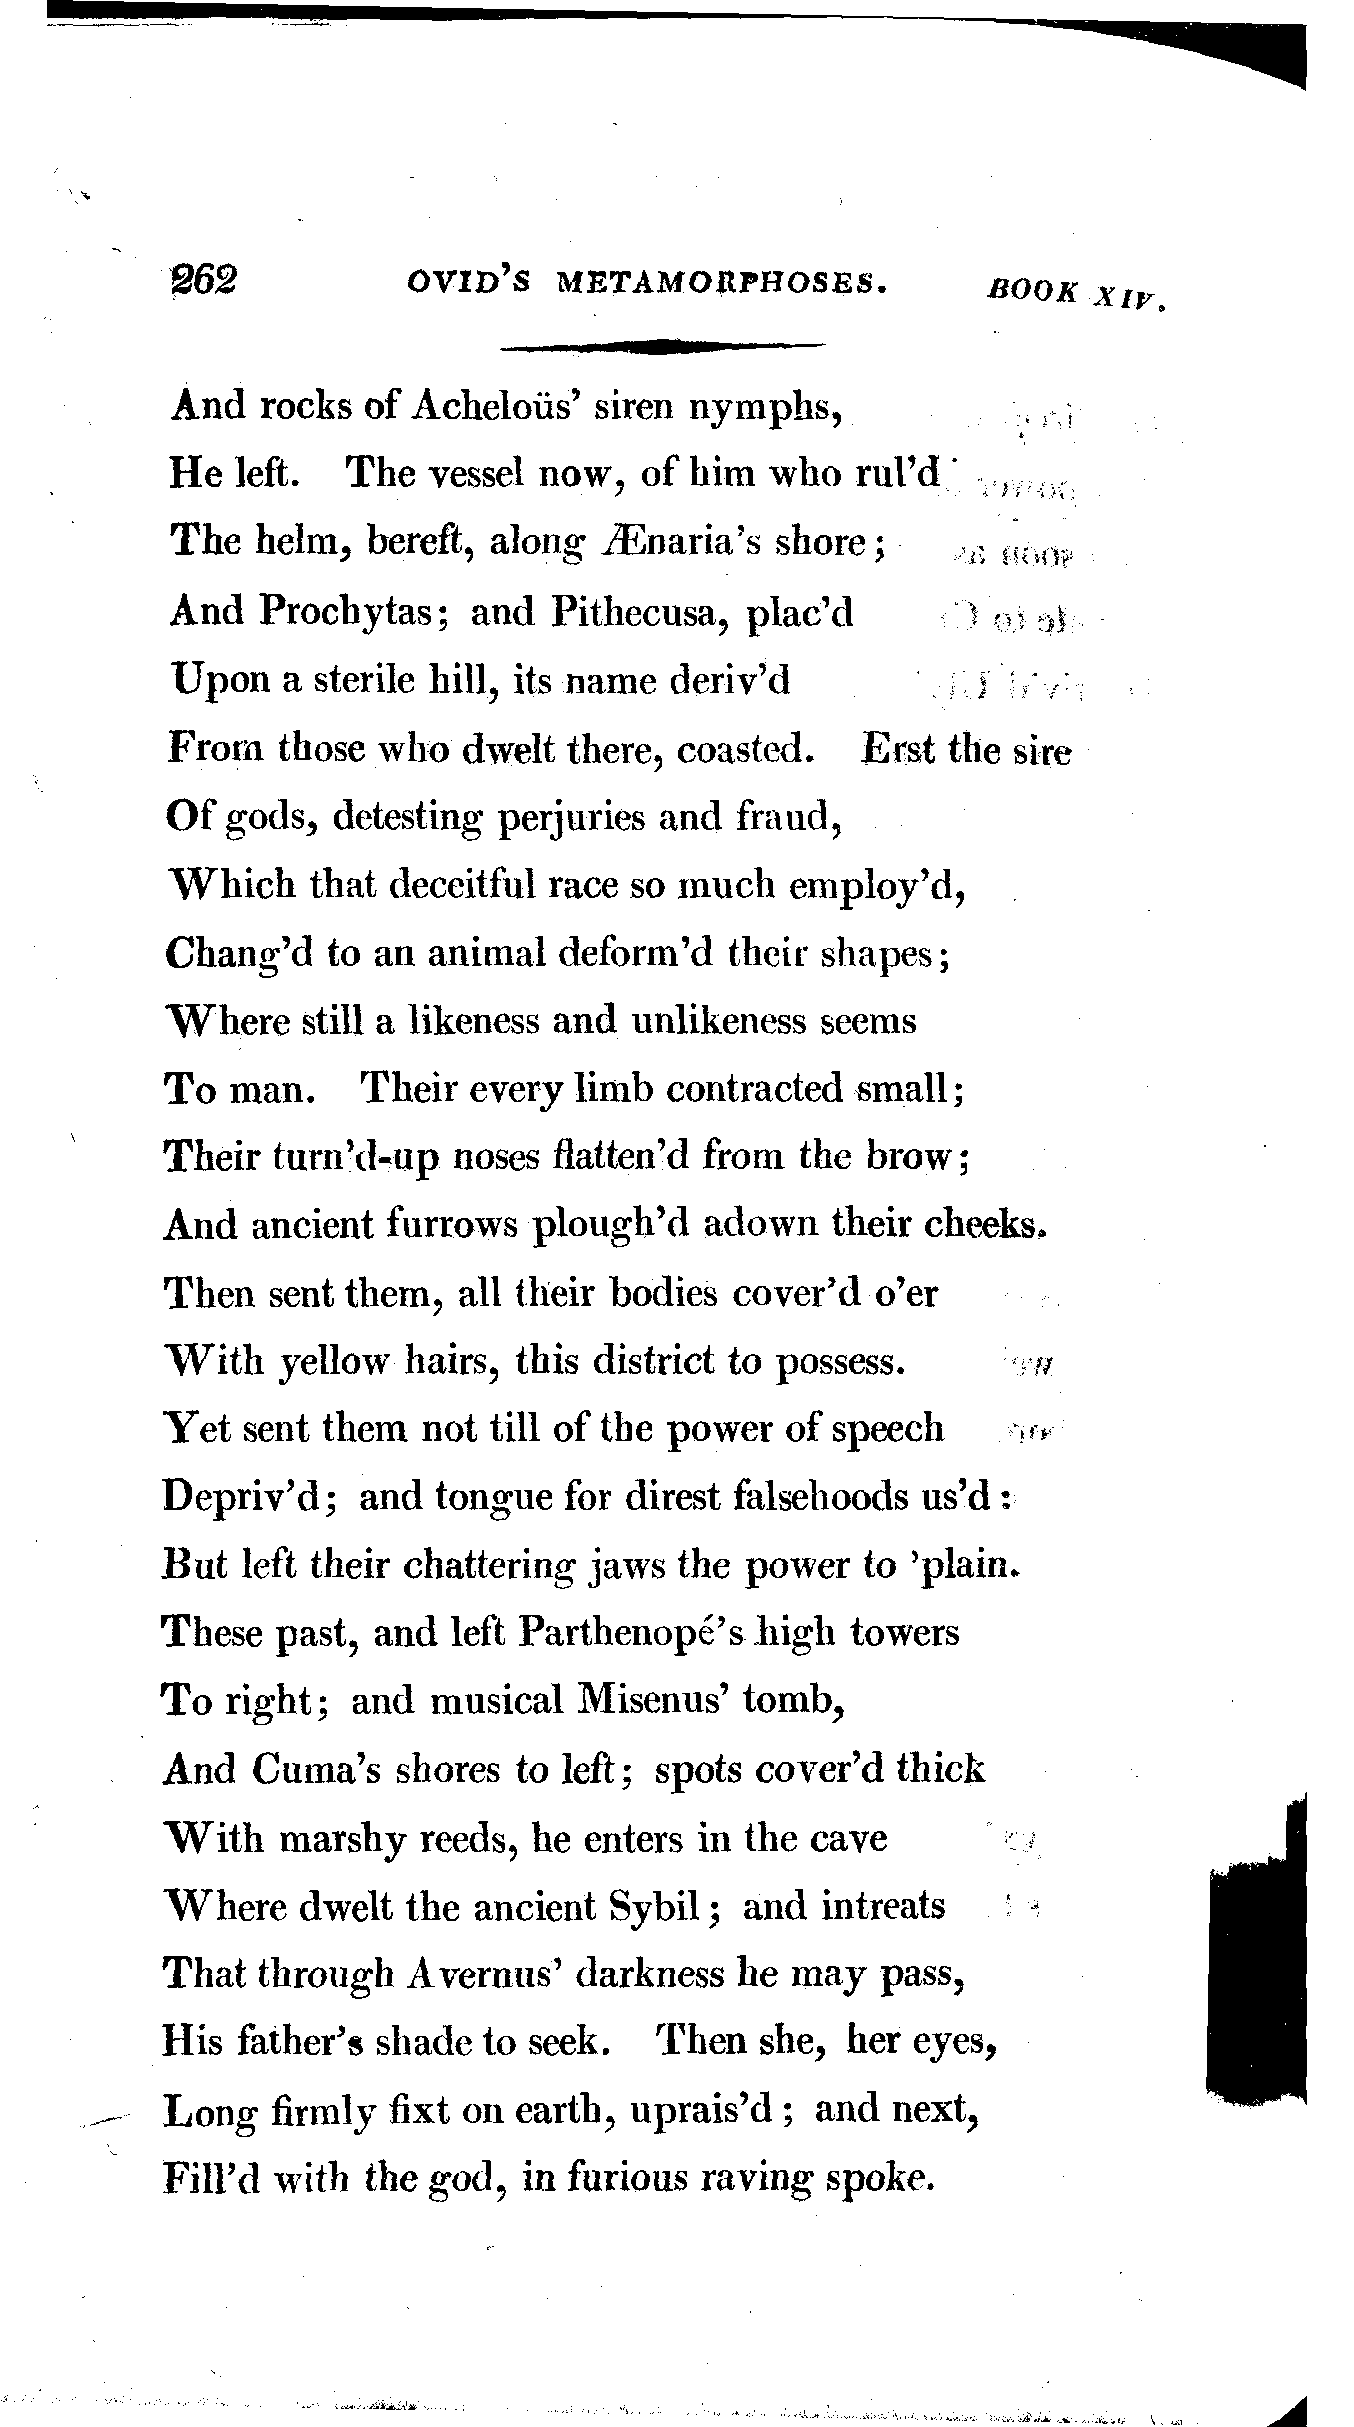 262 OVID'S METAMORPHOSES. BOOK XIV.
And rocks of Acheloüs' siren nymphs,
He left. The vessel now, of him who rul'd
The helm, bereft, along Ænaria's shore;
And Prochytas; and Pithecusa, plac'd
Upon a sterile hill, its name deriv'd
From those who dwelt there, coasted. Erst the sire
Of gods, detesting perjuries and fraud,
Which that deceitful race so much employ'd,
Chang'd to an animal deform'd their shapes;
Where still a likeness and unlikeness seems
To man. Their every limb contracted small;
Their turn'd-up noses flatten'd from the brow;
And ancient furrows plough'd adown their cheeks.
Then sent them, all their bodies cover'd o'er
With yellow hairs, this district to possess.
Yet sent them not till of the power of speech
Depriv'd; and tongue for direst falsehoods us'd:
But left their chattering jaws the power to 'plain.
These past, and left Parthenopé's high towers
To right; and musical Misenus' tomb,
And Cuma's shores to left; spots cover'd thick
With marshy reeds, he enters in the cave
Where dwelt the ancient Sybil; and intreats
That through Avernus' darkness he may pass,
His father's shade to seek. Then she, her eyes,
Long firmly fixt on earth, uprais'd; and next,
Fill'd with the god, in furious raving spoke.